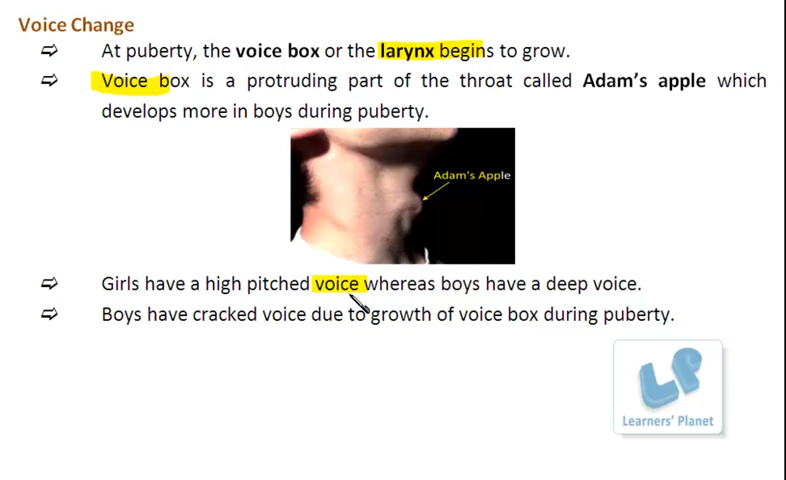 Voice Change
⇨ At puberty, the voice box or the larynx begins to grow.
⇨ Voice box is a protruding part of the throat called Adam's apple which
develops more in boys during puberty.
Adam's Apple
⇨ Girls have a high pitched voice whereas boys have a deep voice.
⇨ Boys have cracked voice due to growth of voice box during puberty.
LP
Learners' Planet